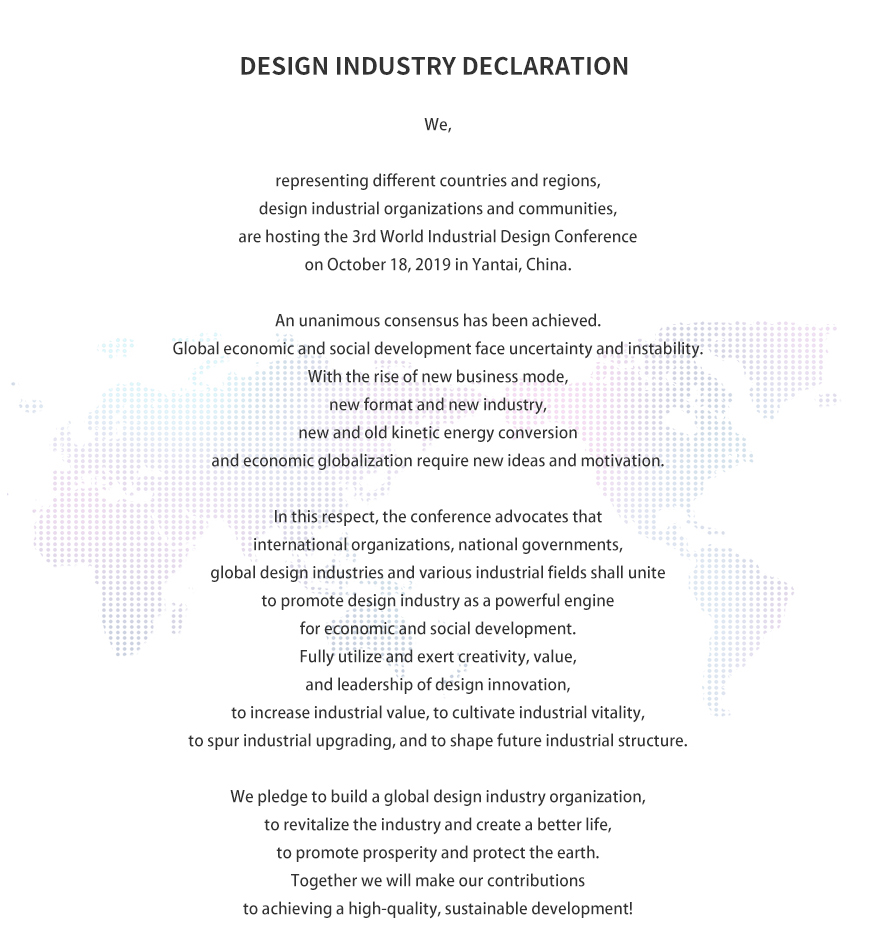 DESIGN INDUSTRY DECLARATION
We,
representing different countries and regions,
design industrial organizations and communities,
are hosting the 3rd World Industrial Design Conference
on October 18, 2019 in Yantai, China.
An unanimous consensus has been achieved.
Global economic and social development face uncertainty and instability.
With the rise of new business mode,
new format and new industry,
new and old kinetic energy conversion
and economic globalization require new ideas and motivation.
In this respect, the conference advocates that
international organizations, national governments,
global design industries and various industrial fields shall unite
to promote design industry as a powerful engine
for economic and social development.
Fully utilize and exert creativity, value,
and leadership of design innovation,
to increase industrial value, to cultivate industrial vitality,
to spur industrial upgrading, and to shape future industrial structure.
We pledge to build a global design industry organization,
to revitalize the industry and create a better life,
to promote prosperity and protect the earth.
Together we will make our contributions
to achieving a high-quality, sustainable development!